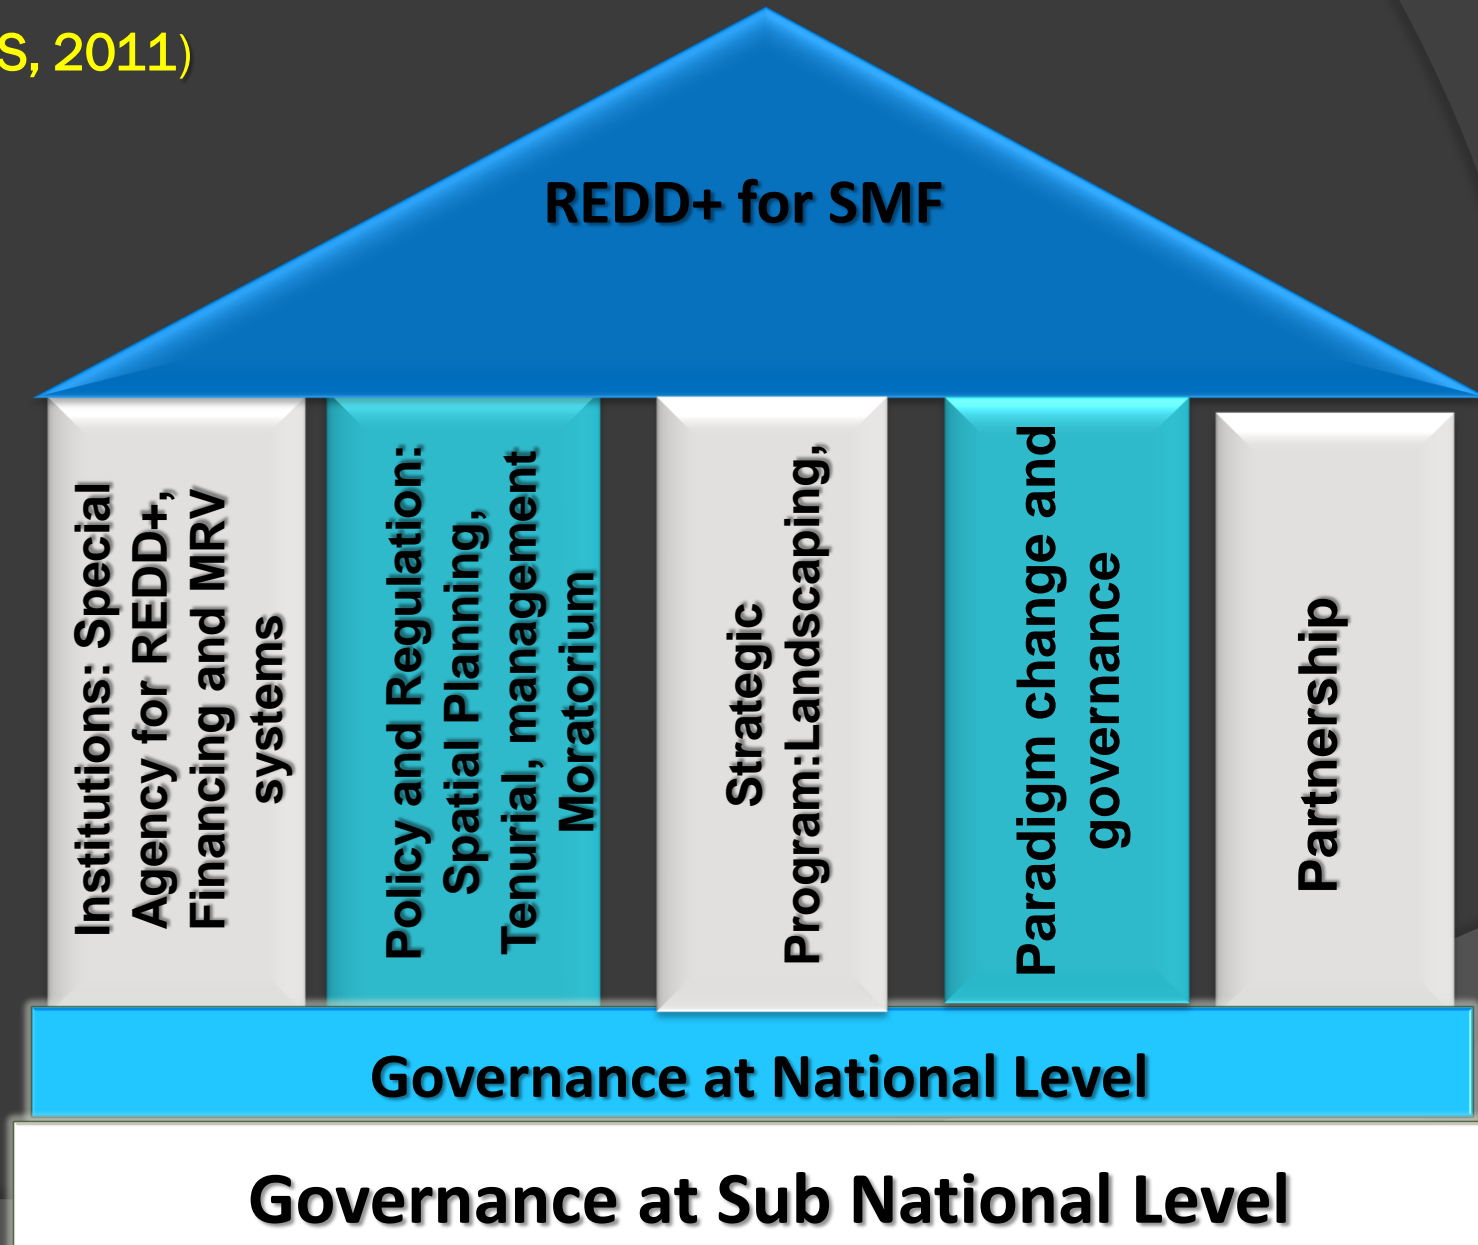 S, 2011)
REDD+ for SMF
Institutions: Special
Agency for REDD+,
Financing and MRV
systems
Policy and Regulation:
Spatial Planning,
Tenurial, management
Moratorium
Strategic
Program:Landscaping,
Paradigm change and
governance
Partnership
Governance at National Level
Governance at Sub National Level